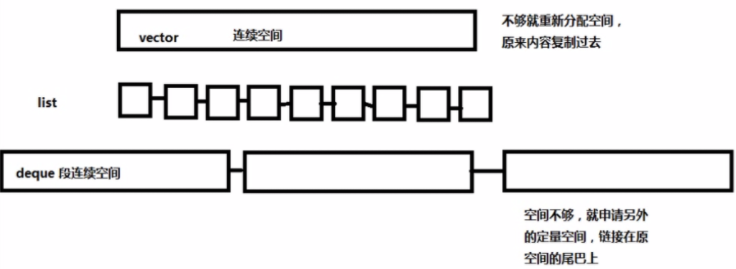 vector 连续空间
不够就重新分配空间，
原来内容复制过去
list
deque 段连续空间
空间不够，就申请另外
的定量空间，链接在原
空间的尾巴上